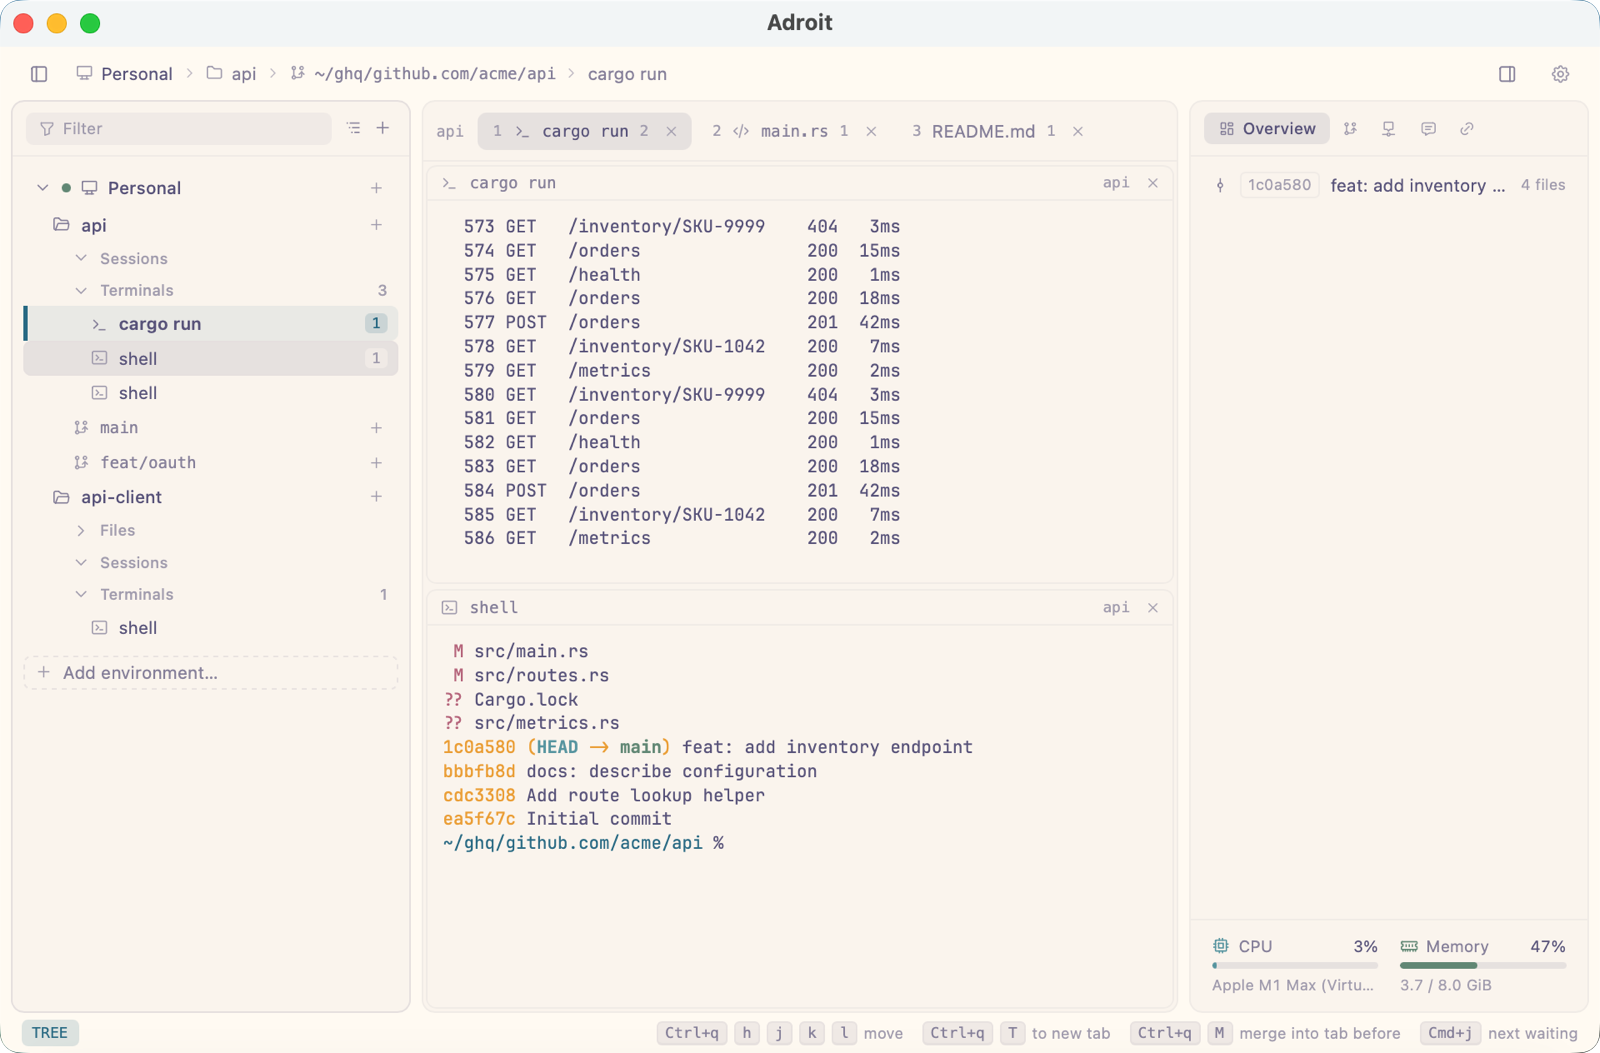 Adroit
Personal > api > ~/ghq/github.com/acme/api > cargo run
Filter
Personal
api
Sessions
Terminals 3
cargo run 1
shell 1
shell
main
feat/oauth
api-client
Files
Sessions
Terminals 1
shell
+ Add environment...
TREE
api 1 >_ cargo run 2 × 2 </> main.rs 1 × 3 README.md 1 ×
>_ cargo run api ×
573 GET /inventory/SKU-9999 404 3ms
574 GET /orders 200 15ms
575 GET /health 200 1ms
576 GET /orders 200 18ms
577 POST /orders 201 42ms
578 GET /inventory/SKU-1042 200 7ms
579 GET /metrics 200 2ms
580 GET /inventory/SKU-9999 404 3ms
581 GET /orders 200 15ms
582 GET /health 200 1ms
583 GET /orders 200 18ms
584 POST /orders 201 42ms
585 GET /inventory/SKU-1042 200 7ms
586 GET /metrics 200 2ms
shell api ×
M src/main.rs
M src/routes.rs
?? Cargo.lock
?? src/metrics.rs
1c0a580 (HEAD -> main) feat: add inventory endpoint
bbbfb8d docs: describe configuration
cdc3308 Add route lookup helper
ea5f67c Initial commit
~/ghq/github.com/acme/api %
Overview
1c0a580 feat: add inventory ... 4 files
CPU 3%
Apple M1 Max (Virtu...
Memory 47%
3.7 / 8.0 GiB
Ctrl+q h j k l move Ctrl+q T to new tab Ctrl+q M merge into tab before Cmd+j next waiting